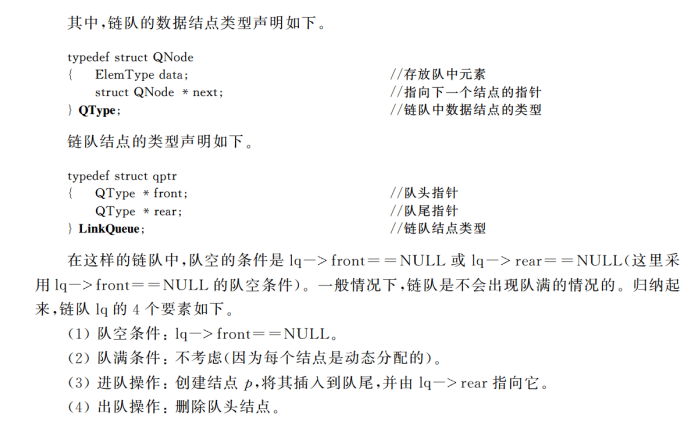 其中,链队的数据结点类型声明如下。
typedef struct QNode
{ ElemType data; //存放队中元素
struct QNode * next; //指向下一个结点的指针
} QType; //链队中数据结点的类型
链队结点的类型声明如下。
typedef struct qptr
{ QType * front; //队头指针
QType * rear; //队尾指针
} LinkQueue; //链队结点类型
在这样的链队中,队空的条件是 lq—>front==NULL 或 lq—>rear==NULL(这里采
用 lq—>front==NULL 的队空条件)。一般情况下,链队是不会出现队满的情况的。归纳起
来,链队 lq 的 4 个要素如下。
(1) 队空条件: lq—>front==NULL。
(2) 队满条件: 不考虑(因为每个结点是动态分配的)。
(3) 进队操作: 创建结点 p,将其插入到队尾,并由 lq—>rear 指向它。
(4) 出队操作: 删除队头结点。